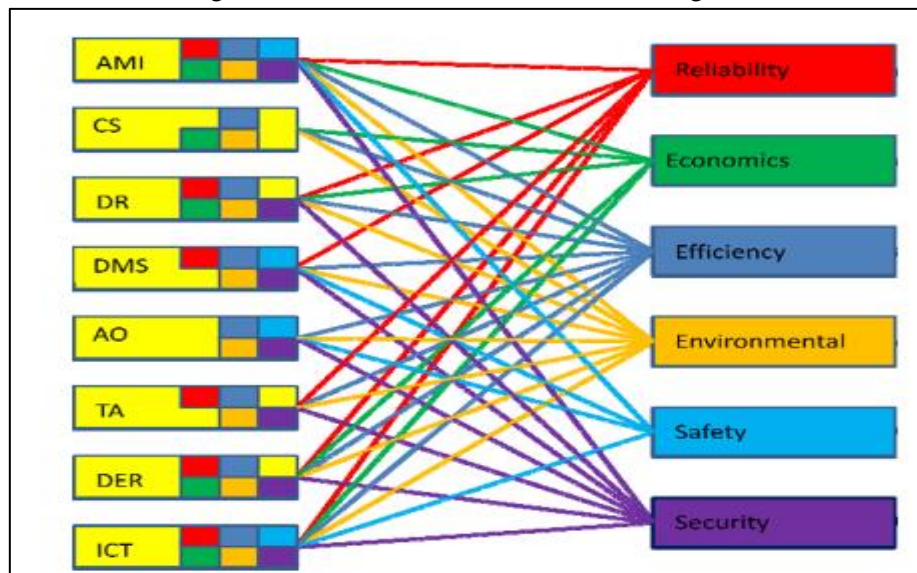 AMI
CS
DR
DMS
AO
TA
DER
ICT
Reliability
Economics
Efficiency
Environmental
Safety
Security